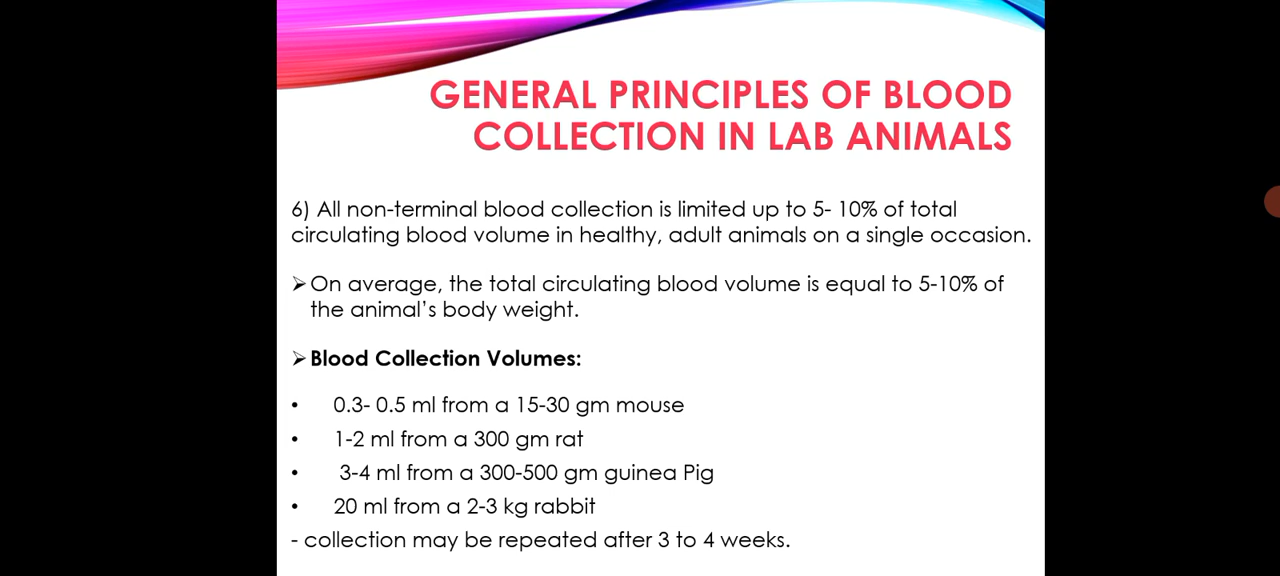 GENERAL PRINCIPLES OF BLOOD
COLLECTION IN LAB ANIMALS
6) All non-terminal blood collection is limited up to 5- 10% of total
circulating blood volume in healthy, adult animals on a single occasion.
➢ On average, the total circulating blood volume is equal to 5-10% of
the animal’s body weight.
➢ Blood Collection Volumes:
• 0.3- 0.5 ml from a 15-30 gm mouse
• 1-2 ml from a 300 gm rat
• 3-4 ml from a 300-500 gm guinea Pig
• 20 ml from a 2-3 kg rabbit
- collection may be repeated after 3 to 4 weeks.